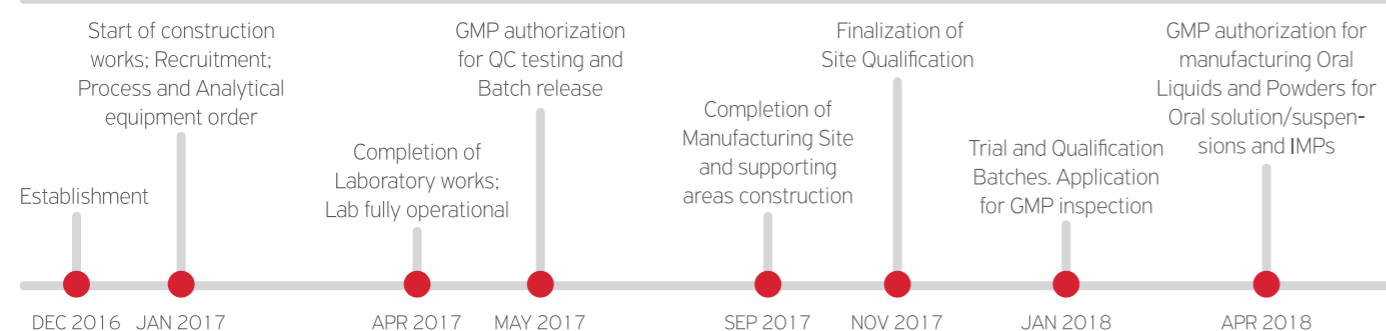 Establishment
DEC 2016
Start of construction
works; Recruitment;
Process and Analytical
equipment order
JAN 2017
Completion of
Laboratory works;
Lab fully operational
APR 2017
GMP authorization
for QC testing and
Batch release
MAY 2017
Completion of
Manufacturing Site
and supporting
areas construction
SEP 2017
Finalization of
Site Qualification
NOV 2017
Trial and Qualification
Batches. Application
for GMP inspection
JAN 2018
GMP authorization for
manufacturing Oral
Liquids and Powders for
Oral solution/suspen-
sions and IMPs
APR 2018